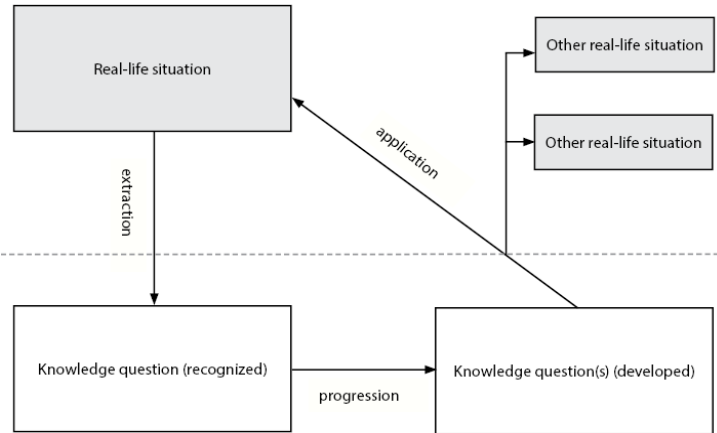 Real-life situation
Other real-life situation
Other real-life situation
application
extraction
Knowledge question (recognized)
progression
Knowledge question(s) (developed)